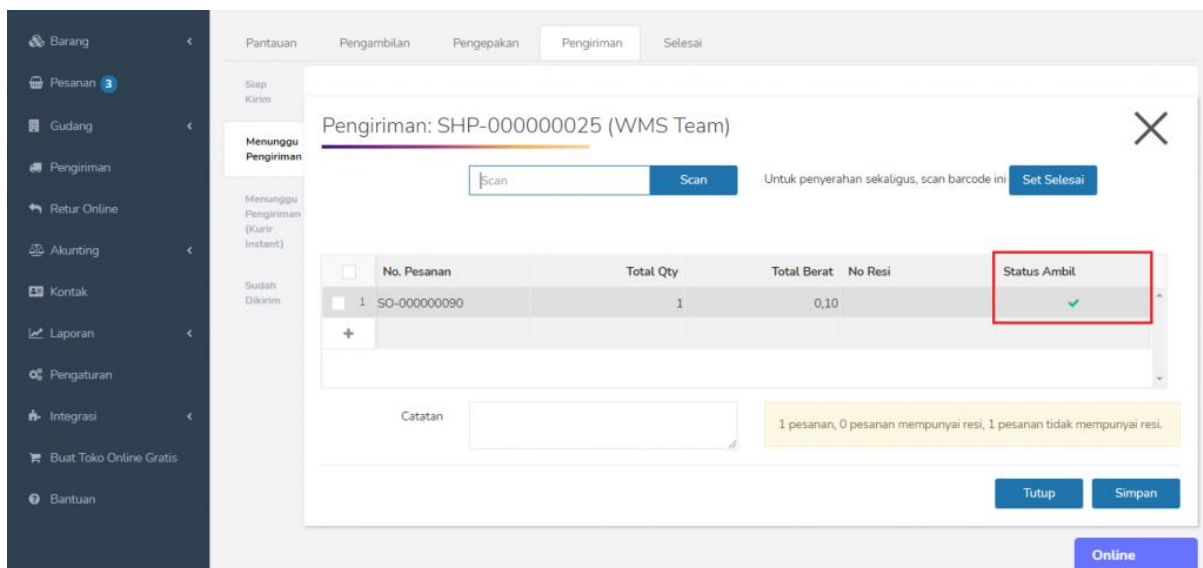 Barang
Pesanan 3
Gudang
Pengiriman
Retur Online
Akunting
Kontak
Laporan
Pengaturan
Integrasi
Buat Toko Online Gratis
Bantuan
Pantauan Pengambilan Pengepakan Pengiriman Selesai
Siap
Kirim
Menunggu
Pengiriman
Menunggu
Pengiriman
(Kurir
Instant)
Sudah
Dikirim
Pengiriman: SHP-000000025 (WMS Team)
Scan Scan Untuk penyerahan sekaligus, scan barcode ini Set Selesai
No. Pesanan Total Qty Total Berat No Resi Status Ambil
1 SO-000000090 1 0,10
Catatan
1 pesanan, 0 pesanan mempunyai resi, 1 pesanan tidak mempunyai resi.
Tutup Simpan
Online